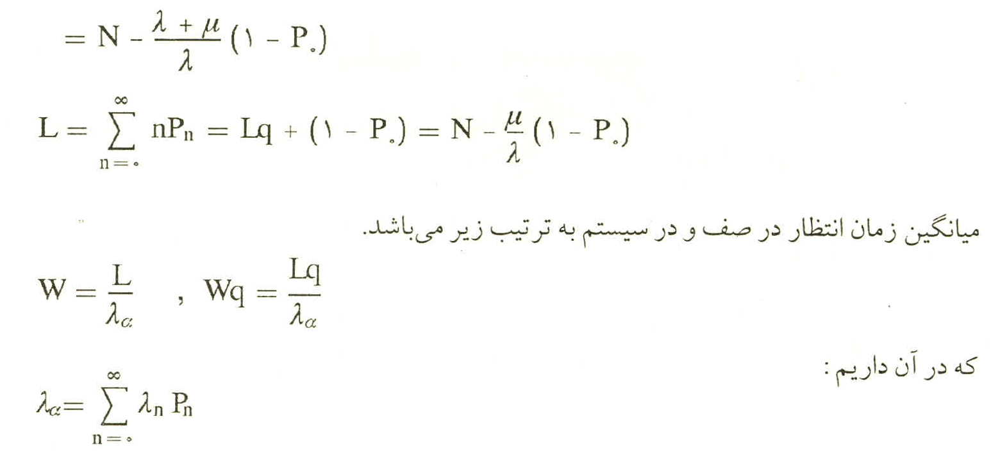 = N - (λ + μ)/λ (۱ - P۰)
L = ∑_{n=۰}^{∞} nPn = Lq + (۱ - P۰) = N - μ/λ (۱ - P۰)
میانگین زمان انتظار در صف و در سیستم به ترتیب زیر می‌باشد.
W = L/λα , Wq = Lq/λα
که در آن داریم :
λα = ∑_{n=۰}^{∞} λn Pn